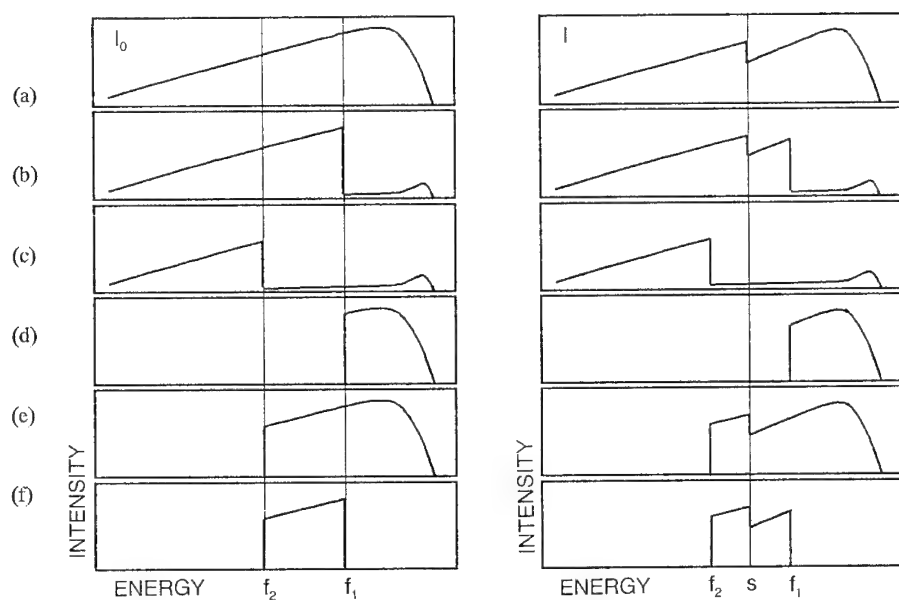 I₀
I
(a)
(b)
(c)
(d)
(e)
(f)
INTENSITY
INTENSITY
ENERGY f₂ f₁
ENERGY f₂ s f₁